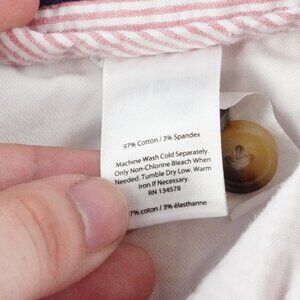 97% Cotton / 3% Spandex
Machine Wash Cold Separately.
Only Non-Chlorine Bleach When
Needed. Tumble Dry Low. Warm
Iron If Necessary.
RN 134578
7% coton / 3% élasthanne